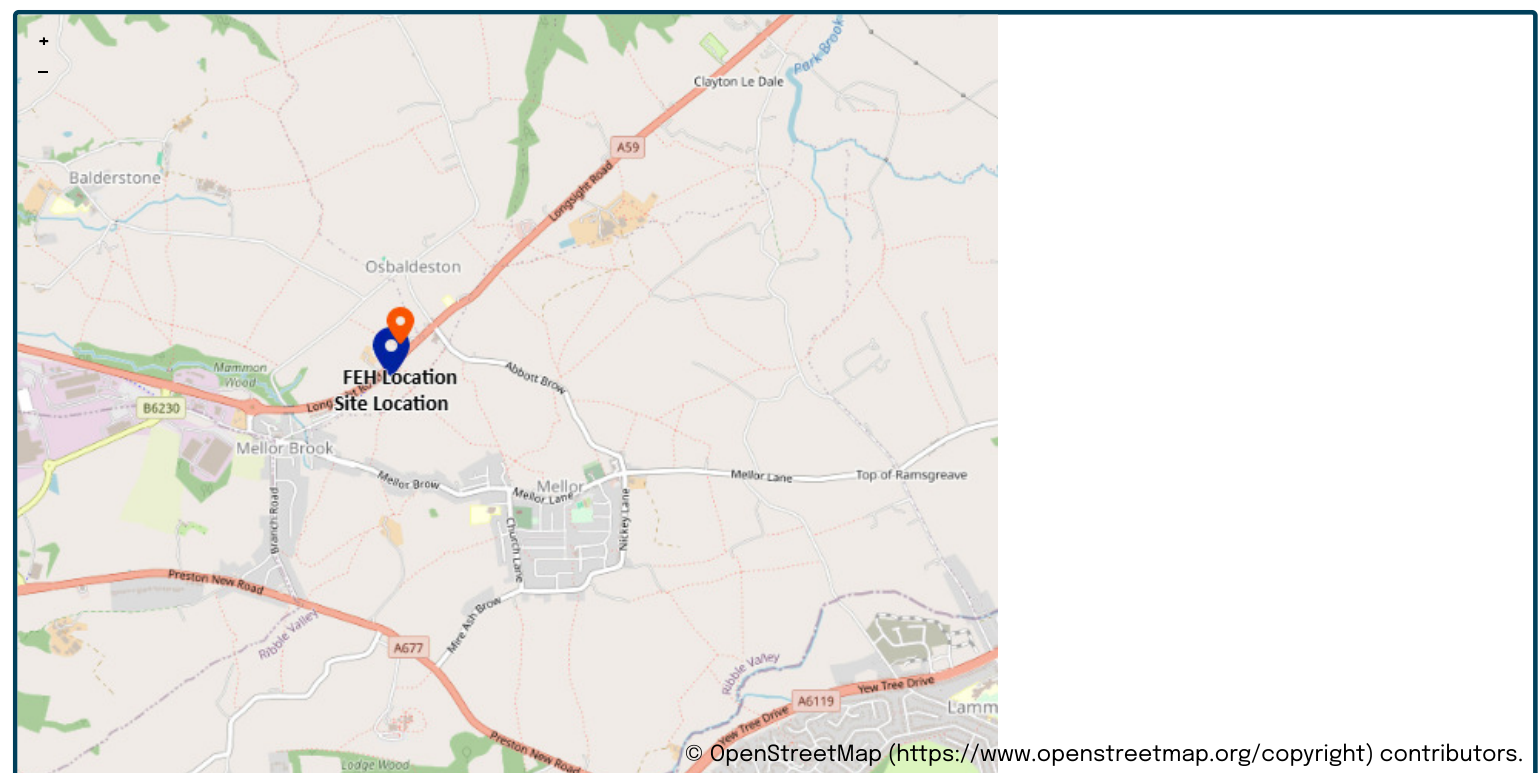 +
−
Clayton Le Dale
Park Brook
A59
Longsight Road
Balderstone
Osbaldeston
FEH Location
Site Location
Mammon
Wood
B6230
Abbott Brow
Mellor Brook
Mellor Brow
Mellor
Mellor Lane
Mellor Lane
Top of Ramsgreave
Branch Road
Church Lane
Nickey Lane
Preston New Road
Mire Ash Brow
Ribble Valley
A677
Ribble Valley
Yew Tree Drive
A6119
Yew Tree Drive
Lamm
Preston New Road
Lodge Wood
© OpenStreetMap (https://www.openstreetmap.org/copyright) contributors.